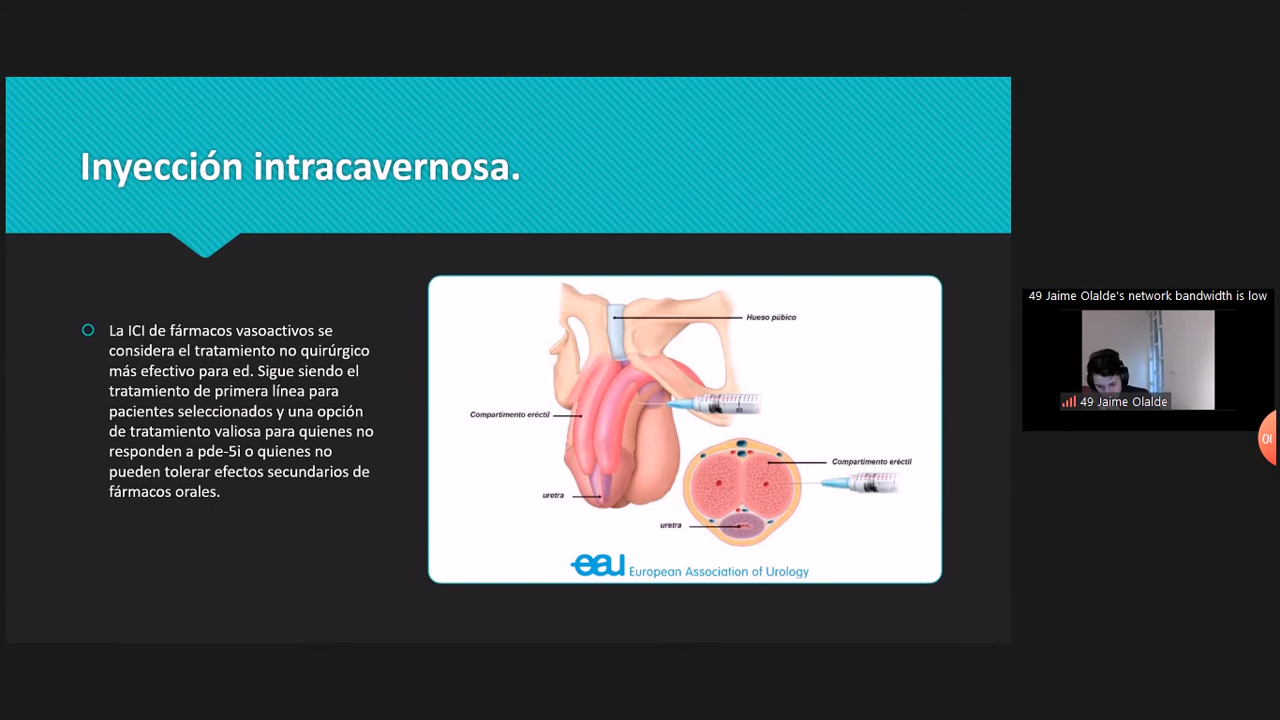 Inyección intracavernosa.
La ICI de fármacos vasoactivos se
considera el tratamiento no quirúrgico
más efectivo para ed. Sigue siendo el
tratamiento de primera línea para
pacientes seleccionados y una opción
de tratamiento valiosa para quienes no
responden a pde-5i o quienes no
pueden tolerar efectos secundarios de
fármacos orales.
Hueso púbico
Compartimento eréctil
Compartimento eréctil
uretra
uretra
eau European Association of Urology
49 Jaime Olalde's network bandwidth is low
49 Jaime Olalde